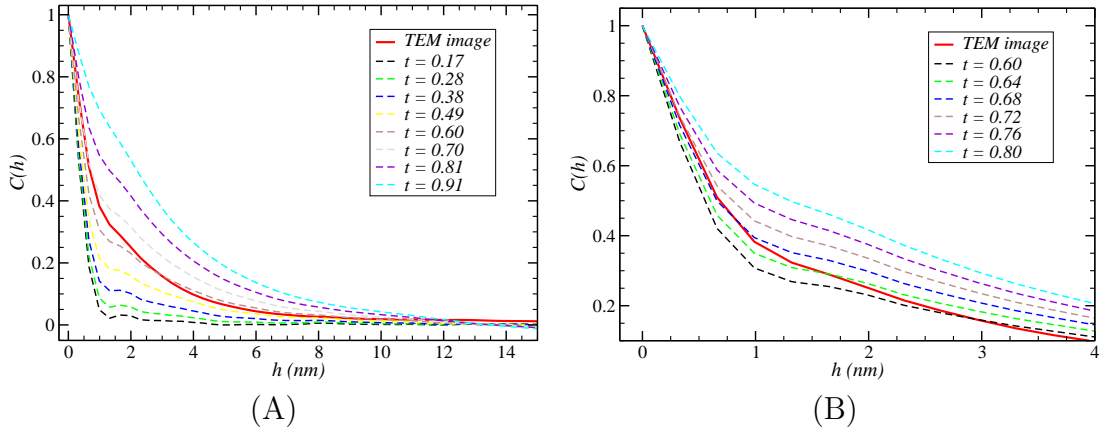 1
0.8
0.6
0.4
0.2
0
C(h)
0 2 4 6 8 10 12 14
h (nm)
TEM image
t = 0.17
t = 0.28
t = 0.38
t = 0.49
t = 0.60
t = 0.70
t = 0.81
t = 0.91
(A)
1
0.8
0.6
0.4
0.2
C(h)
0 1 2 3 4
h (nm)
TEM image
t = 0.60
t = 0.64
t = 0.68
t = 0.72
t = 0.76
t = 0.80
(B)